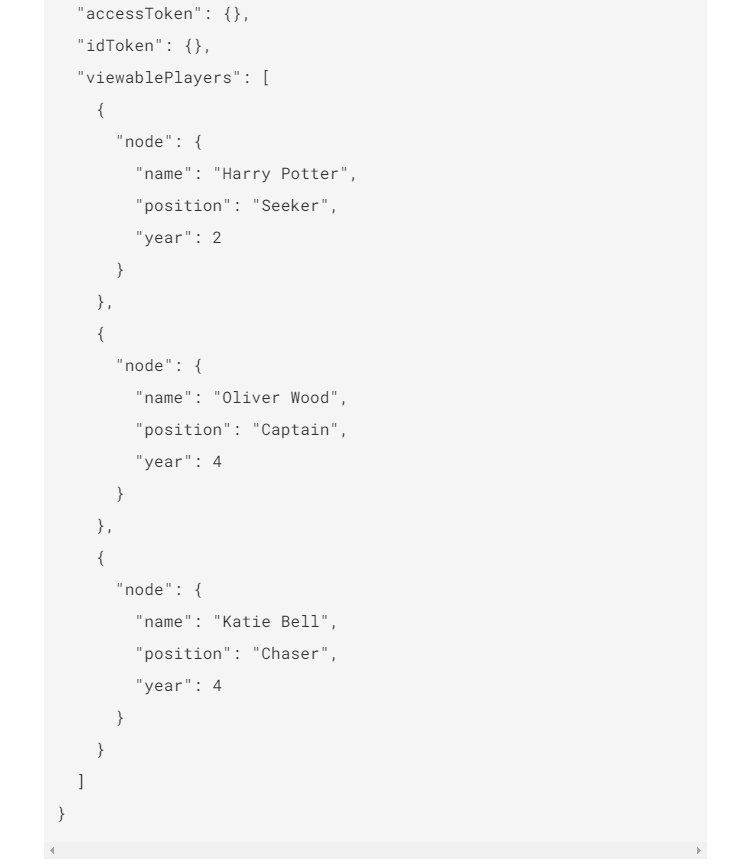 "accessToken": {},
"idToken": {},
"viewablePlayers": [
{
"node": {
"name": "Harry Potter",
"position": "Seeker",
"year": 2
}
},
{
"node": {
"name": "Oliver Wood",
"position": "Captain",
"year": 4
}
},
{
"node": {
"name": "Katie Bell",
"position": "Chaser",
"year": 4
}
}
]
}